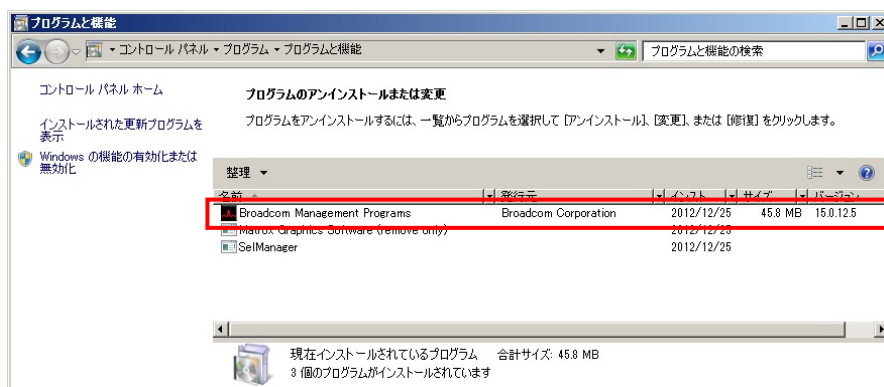 プログラムと機能
コントロール パネル ▾ プログラム ▾ プログラムと機能
プログラムと機能の検索
コントロール パネル ホーム
インストールされた更新プログラムを
表示
Windows の機能の有効化または
無効化
プログラムのアンインストールまたは変更
プログラムをアンインストールするには、一覧からプログラムを選択して [アンインストール]、[変更]、または [修復] をクリックします。
整理 ▾
名前 発行元 インスト サイズ バージョン
Broadcom Management Programs Broadcom Corporation 2012/12/25 45.8 MB 15.0.12.5
Matrox Graphics Software (remove only) 2012/12/25
SelManager 2012/12/25
現在インストールされているプログラム 合計サイズ: 45.8 MB
3 個のプログラムがインストールされています